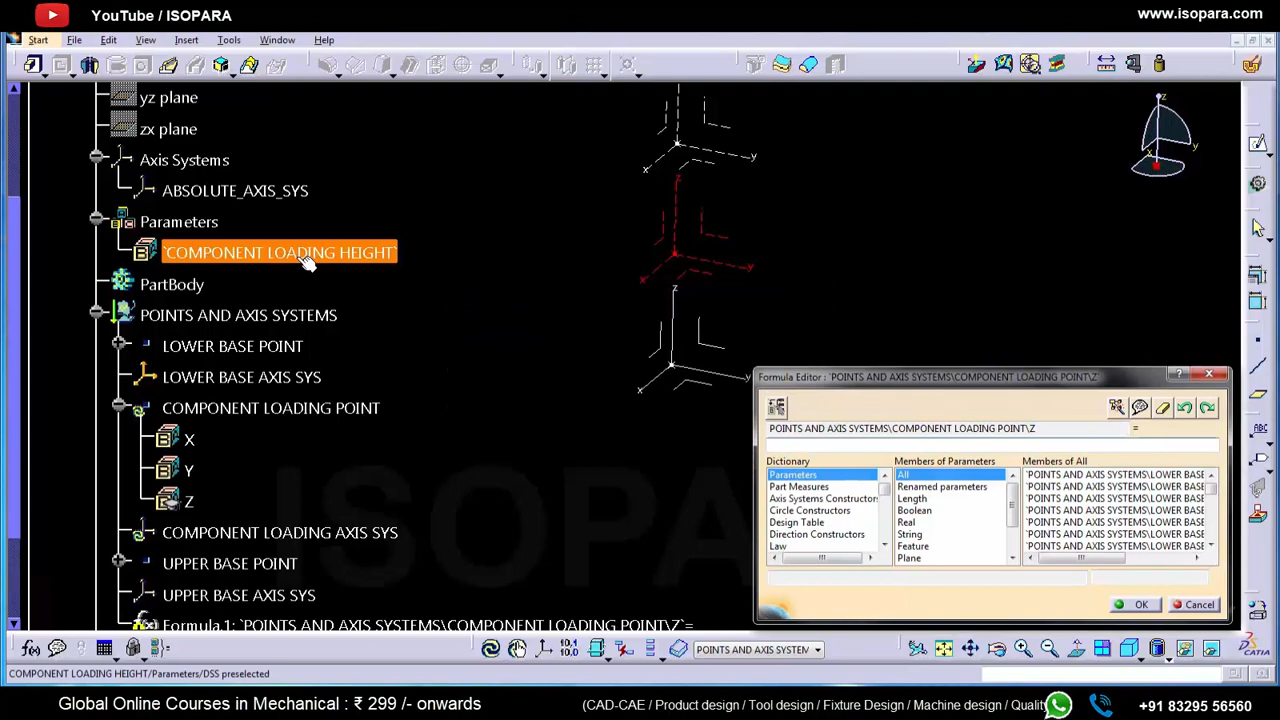 YouTube / ISOPARA
www.isopara.com
Start File Edit View Insert Tools Window Help
yz plane
zx plane
Axis Systems
ABSOLUTE_AXIS_SYS
Parameters
`COMPONENT LOADING HEIGHT`
PartBody
POINTS AND AXIS SYSTEMS
LOWER BASE POINT
LOWER BASE AXIS SYS
COMPONENT LOADING POINT
X
Y
Z
COMPONENT LOADING AXIS SYS
UPPER BASE POINT
UPPER BASE AXIS SYS
Formula.1: `POINTS AND AXIS SYSTEMS\COMPONENT LOADING POINT\Z`=
z
x
y
z
x
y
z
x
y
z
x
y
ISOPARA
Formula Editor : `POINTS AND AXIS SYSTEMS\COMPONENT LOADING POINT\Z`
POINTS AND AXIS SYSTEMS\COMPONENT LOADING POINT\Z =
Dictionary Members of Parameters Members of All
Parameters All `POINTS AND AXIS SYSTEMS\LOWER BASE
Part Measures Renamed parameters `POINTS AND AXIS SYSTEMS\LOWER BASE
Axis Systems Constructors Length `POINTS AND AXIS SYSTEMS\LOWER BASE
Circle Constructors Boolean `POINTS AND AXIS SYSTEMS\LOWER BASE
Design Table Real `POINTS AND AXIS SYSTEMS\LOWER BASE
Direction Constructors String `POINTS AND AXIS SYSTEMS\LOWER BASE
Law Feature `POINTS AND AXIS SYSTEMS\LOWER BASE
Plane
OK Cancel
POINTS AND AXIS SYSTEM
CATIA
COMPONENT LOADING HEIGHT/Parameters/DSS preselected
Global Online Courses in Mechanical : ₹ 299 /- onwards
(CAD-CAE / Product design / Tool design / Fixture Design / Machine design / Quality
+91 83295 56560